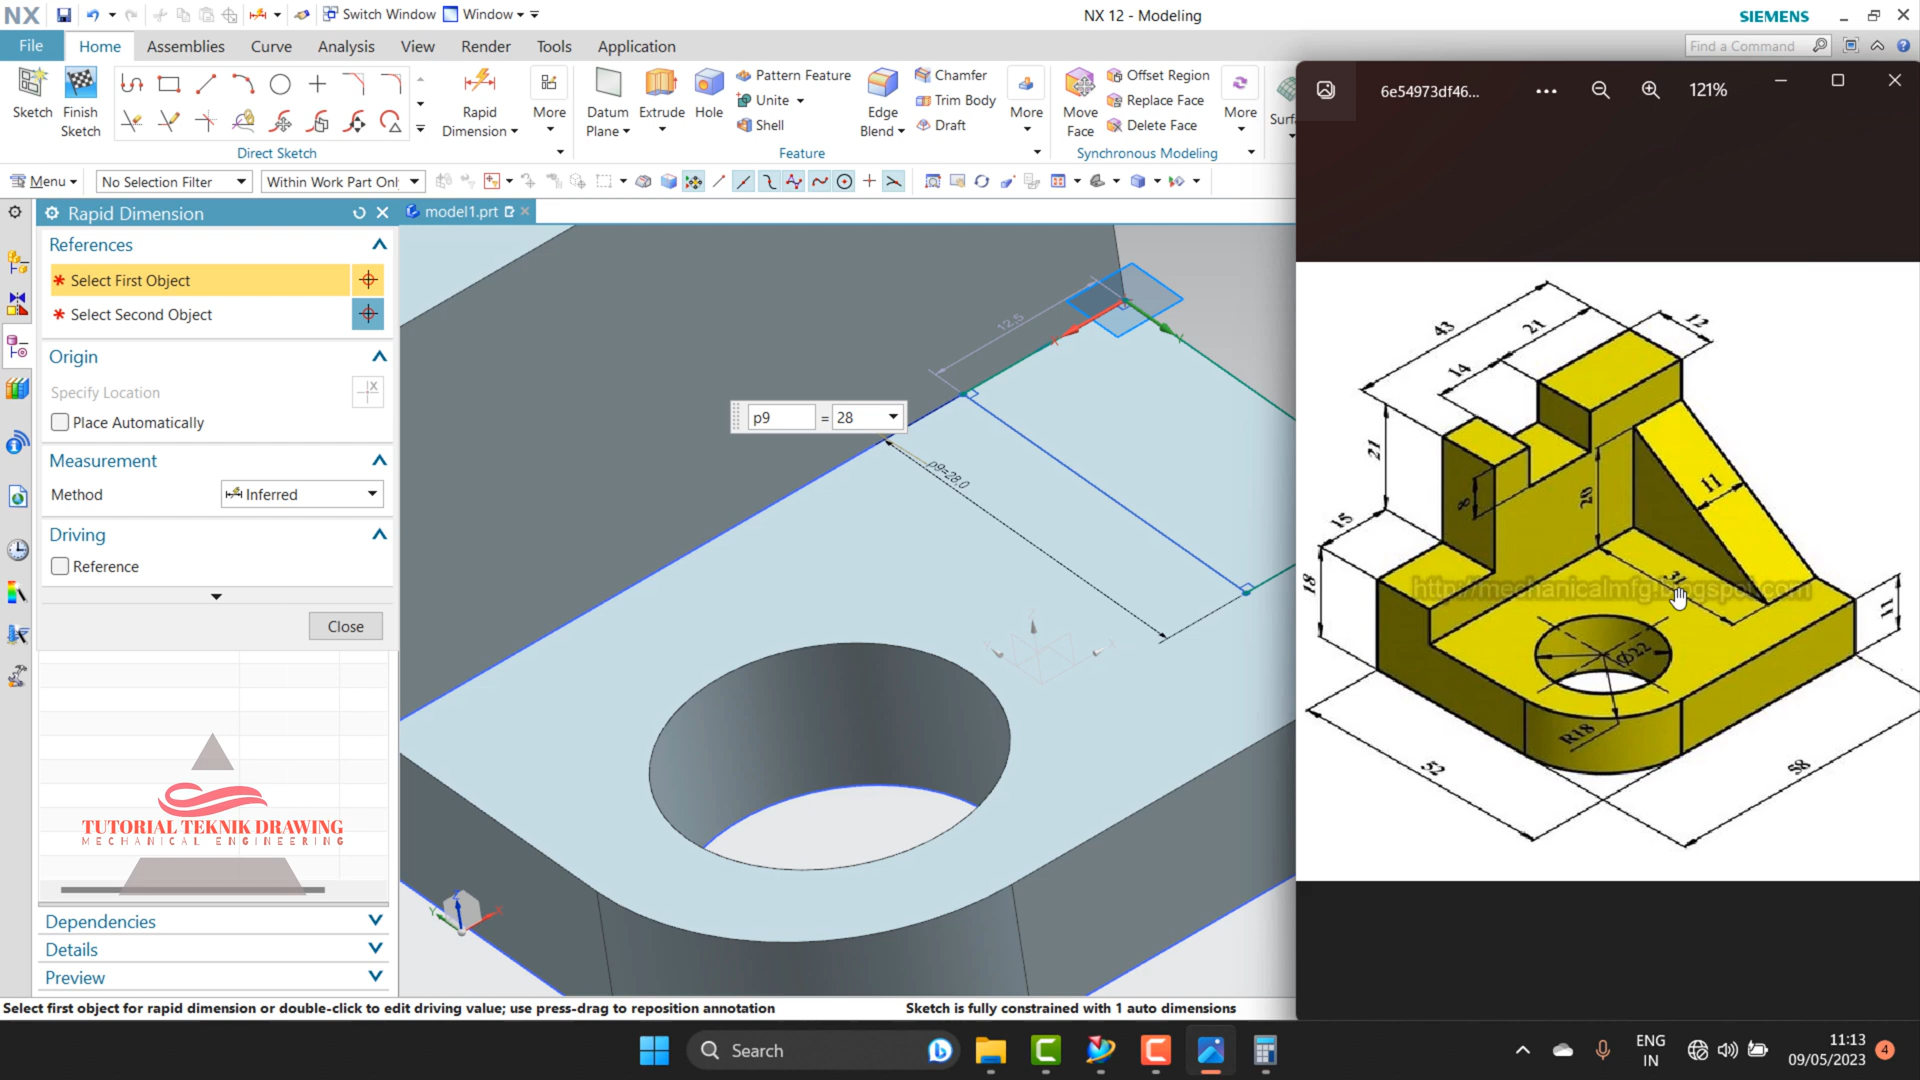 NX
Switch Window
Window
NX 12 - Modeling
SIEMENS
File
Home
Assemblies
Curve
Analysis
View
Render
Tools
Application
Find a Command
Sketch
Finish Sketch
Rapid Dimension
More
Datum Plane
Extrude
Hole
Pattern Feature
Unite
Shell
Edge Blend
Chamfer
Trim Body
Draft
More
Move Face
Offset Region
Replace Face
Delete Face
More
Direct Sketch
Feature
Synchronous Modeling
6e54973df46...
121%
Menu
No Selection Filter
Within Work Part Onl
Rapid Dimension
model1.prt
References
* Select First Object
* Select Second Object
Origin
Specify Location
Place Automatically
Measurement
Method
Inferred
Driving
Reference
Close
TUTORIAL TEKNIK DRAWING
MECHANICAL ENGINEERING
Dependencies
Details
Preview
12,5
X
Y
p9
=
28
p9=28,0
Y
Z
X
43
21
12
14
21
11
8
20
15
18
31
http://mechanicalmfg.blogspot.com
11
Ø22
R18
52
58
Select first object for rapid dimension or double-click to edit driving value; use press-drag to reposition annotation
Sketch is fully constrained with 1 auto dimensions
Search
ENG
IN
11:13
09/05/2023
4